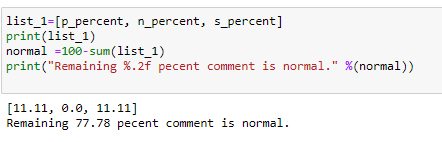 list_1=[p_percent, n_percent, s_percent]
print(list_1)
normal =100-sum(list_1)
print("Remaining %.2f pecent comment is normal." %(normal))
[11.11, 0.0, 11.11]
Remaining 77.78 pecent comment is normal.